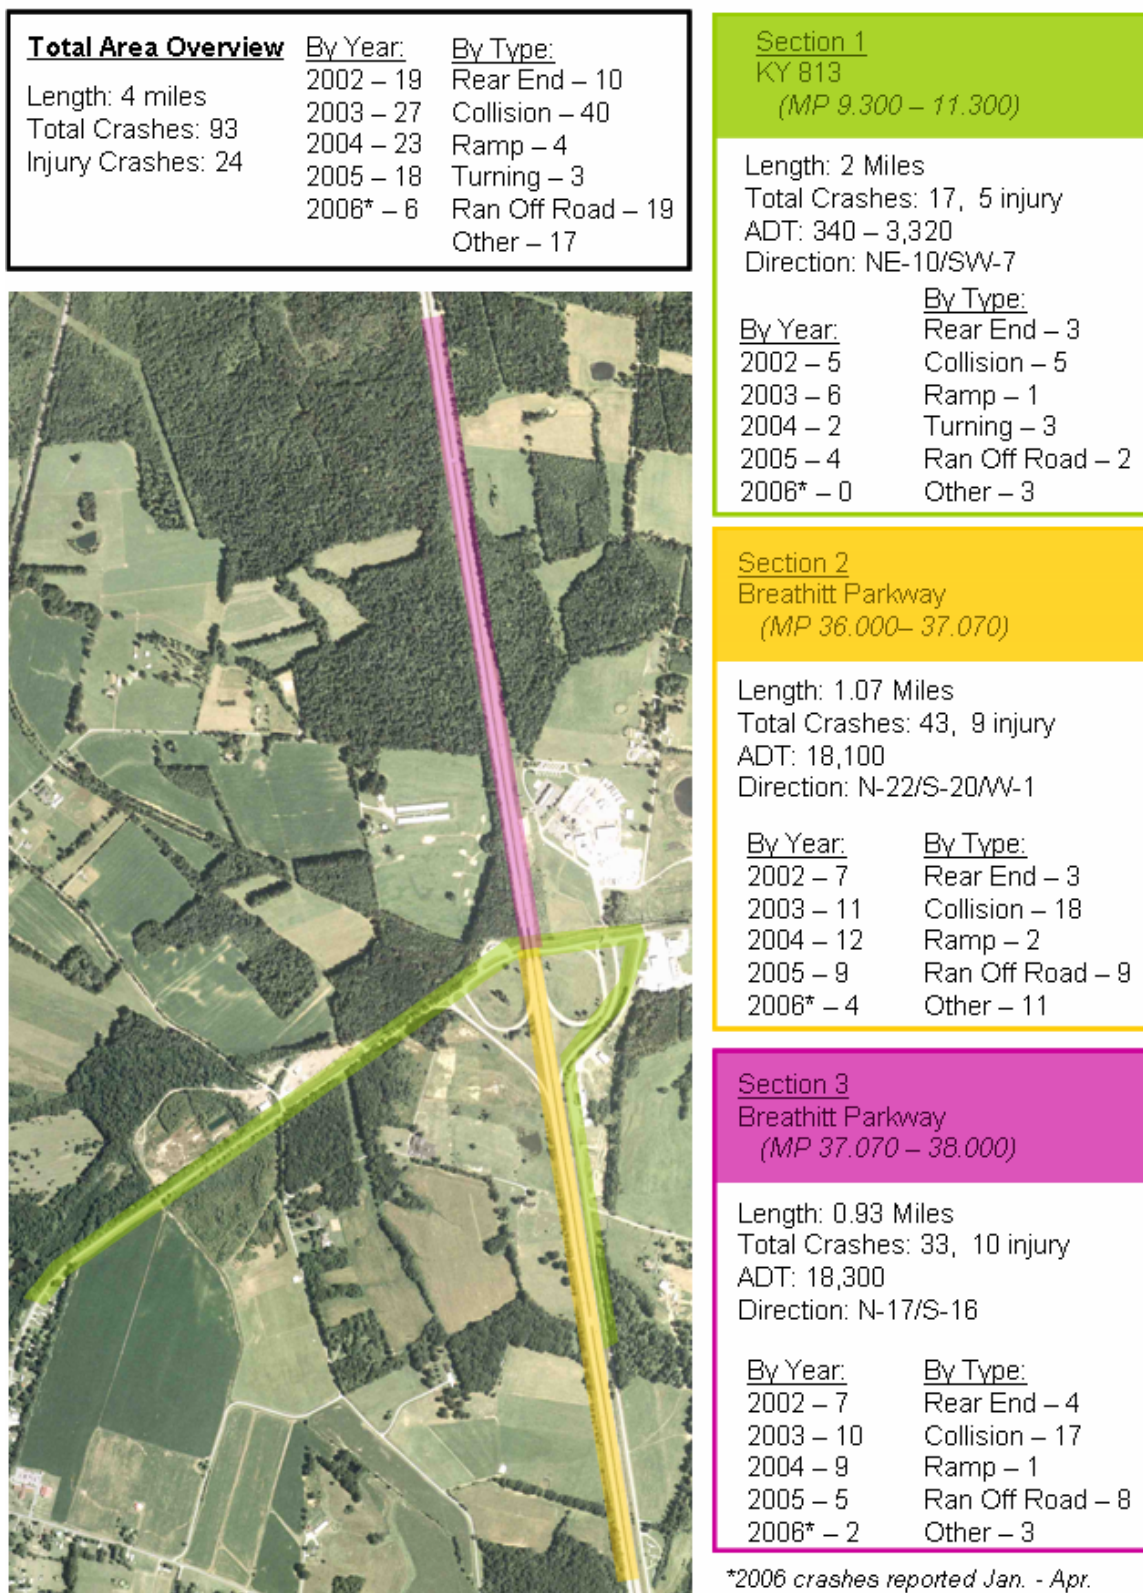 Total Area Overview
Length: 4 miles
Total Crashes: 93
Injury Crashes: 24
By Year:
2002 – 19
2003 – 27
2004 – 23
2005 – 18
2006* – 6
By Type:
Rear End – 10
Collision – 40
Ramp – 4
Turning – 3
Ran Off Road – 19
Other – 17
Section 1
KY 813
(MP 9.300 – 11.300)
Length: 2 Miles
Total Crashes: 17, 5 injury
ADT: 340 – 3,320
Direction: NE-10/SW-7
By Year:
2002 – 5
2003 – 6
2004 – 2
2005 – 4
2006* – 0
By Type:
Rear End – 3
Collision – 5
Ramp – 1
Turning – 3
Ran Off Road – 2
Other – 3
Section 2
Breathitt Parkway
(MP 36.000– 37.070)
Length: 1.07 Miles
Total Crashes: 43, 9 injury
ADT: 18,100
Direction: N-22/S-20/W-1
By Year:
2002 – 7
2003 – 11
2004 – 12
2005 – 9
2006* – 4
By Type:
Rear End – 3
Collision – 18
Ramp – 2
Ran Off Road – 9
Other – 11
Section 3
Breathitt Parkway
(MP 37.070 – 38.000)
Length: 0.93 Miles
Total Crashes: 33, 10 injury
ADT: 18,300
Direction: N-17/S-16
By Year:
2002 – 7
2003 – 10
2004 – 9
2005 – 5
2006* – 2
By Type:
Rear End – 4
Collision – 17
Ramp – 1
Ran Off Road – 8
Other – 3
*2006 crashes reported Jan. - Apr.